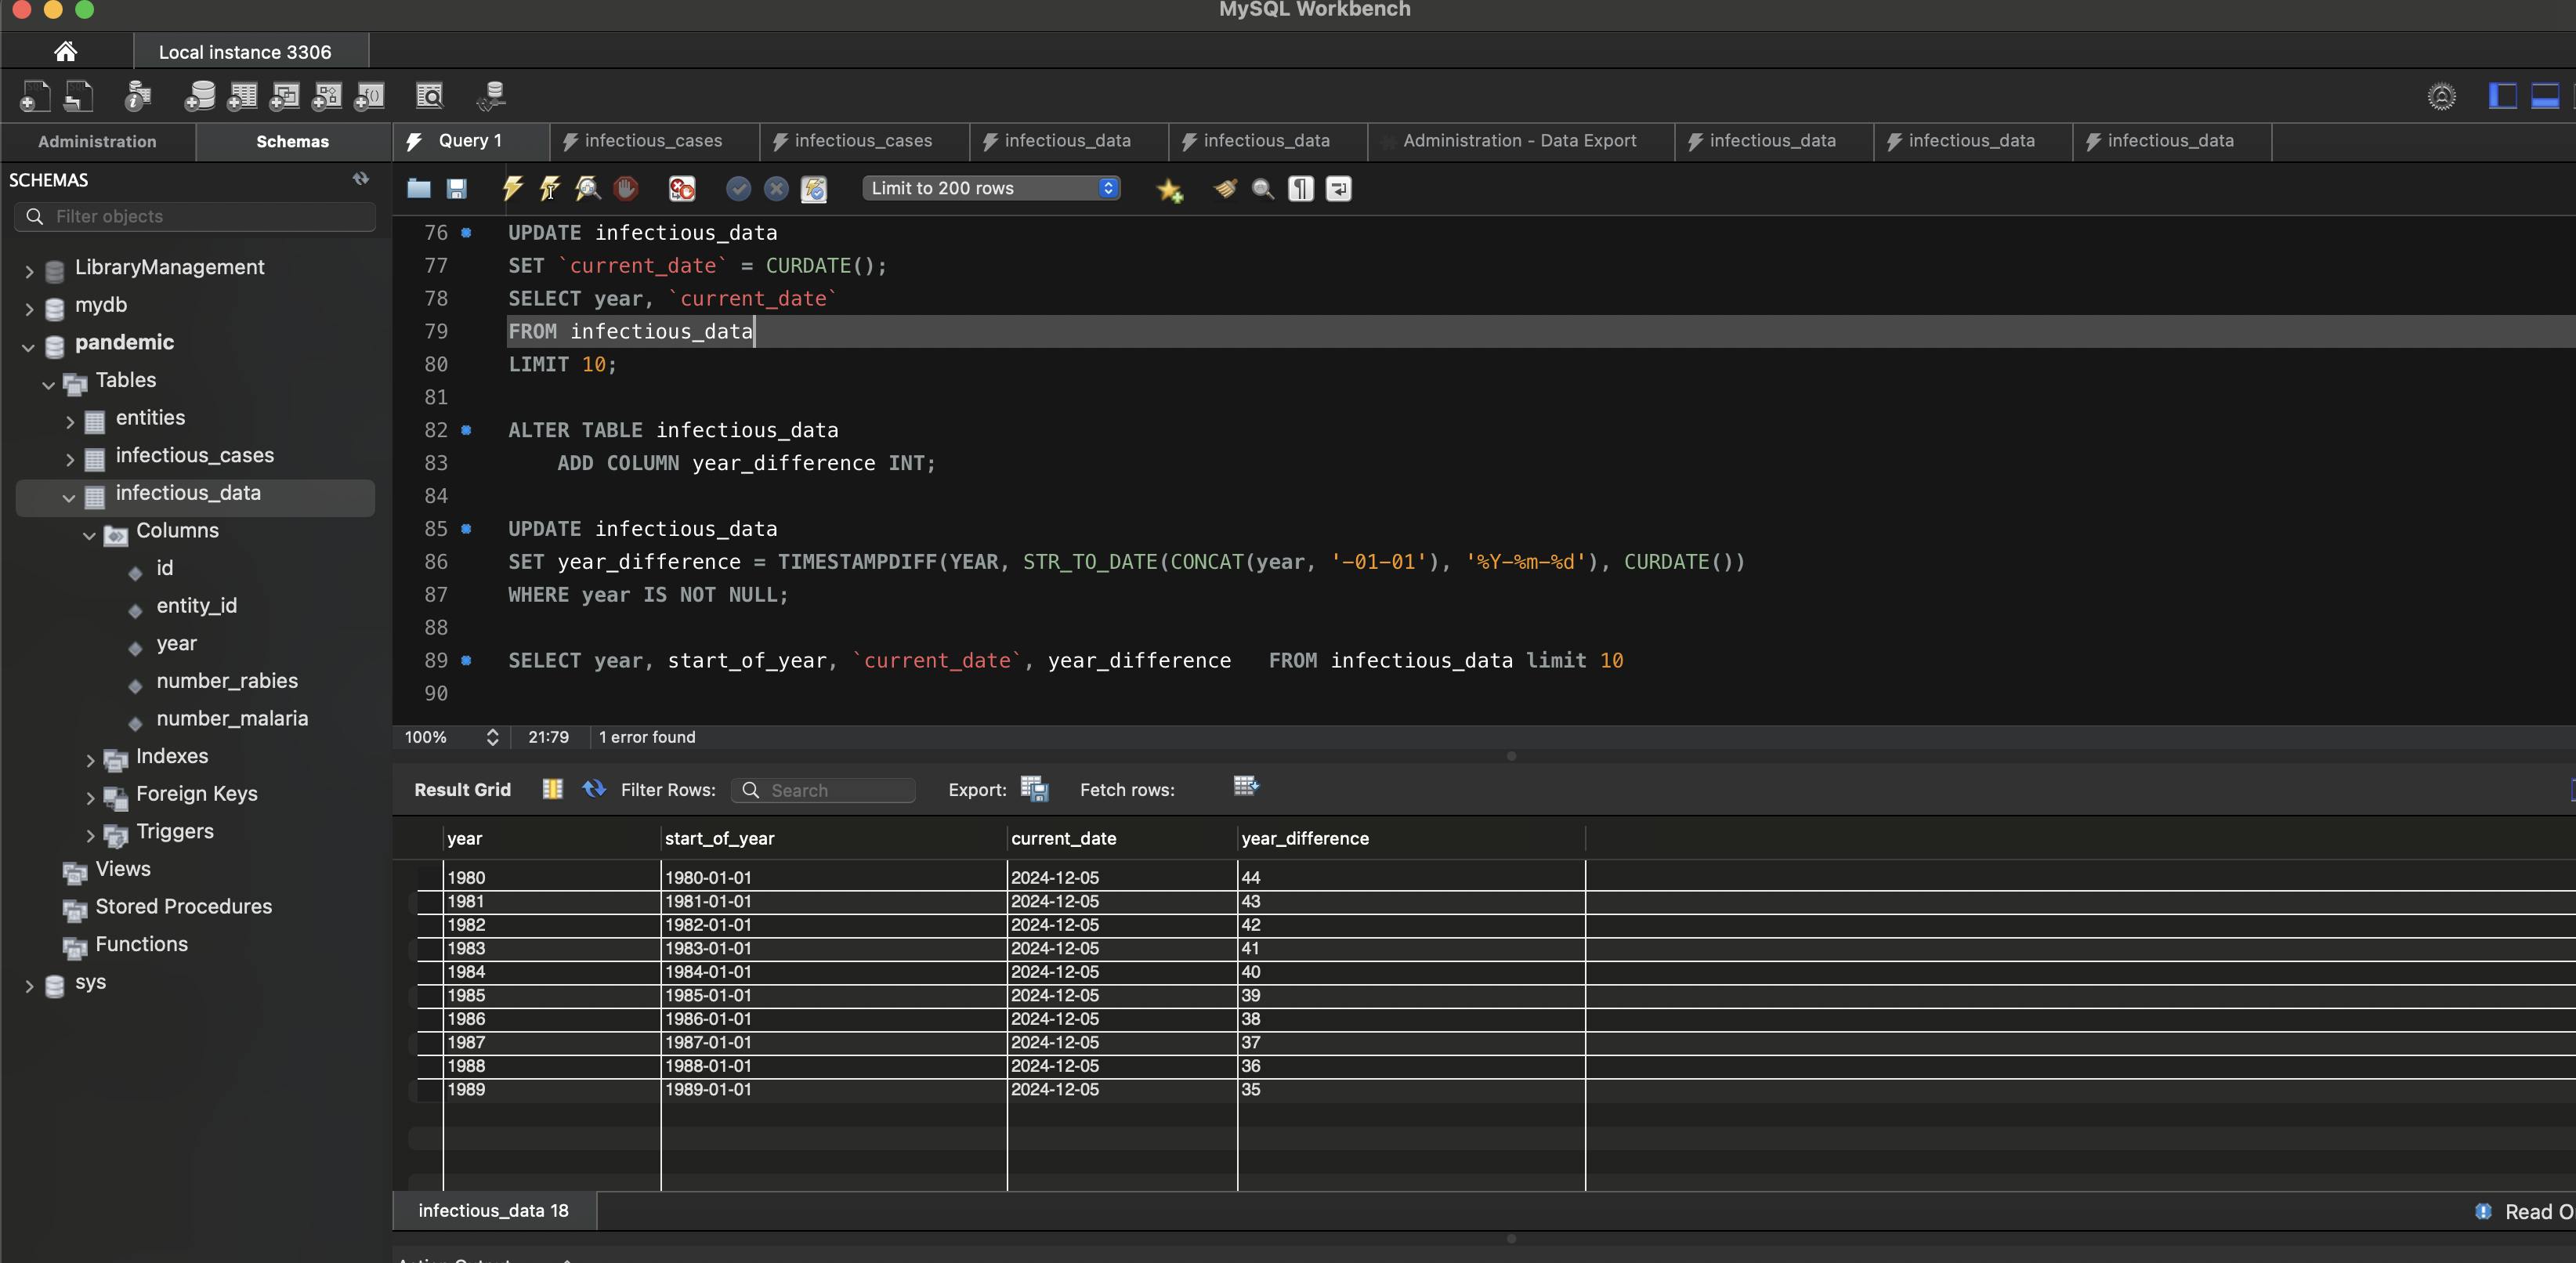 MySQL Workbench
Local instance 3306
Administration Schemas Query 1 infectious_cases infectious_cases infectious_data infectious_data Administration - Data Export infectious_data infectious_data infectious_data
SCHEMAS
Limit to 200 rows
Filter objects
LibraryManagement
mydb
pandemic
Tables
entities
infectious_cases
infectious_data
Columns
id
entity_id
year
number_rabies
number_malaria
Indexes
Foreign Keys
Triggers
Views
Stored Procedures
Functions
sys
76 UPDATE infectious_data
77 SET `current_date` = CURDATE();
78 SELECT year, `current_date`
79 FROM infectious_data
80 LIMIT 10;
81
82 ALTER TABLE infectious_data
83 ADD COLUMN year_difference INT;
84
85 UPDATE infectious_data
86 SET year_difference = TIMESTAMPDIFF(YEAR, STR_TO_DATE(CONCAT(year, '-01-01'), '%Y-%m-%d'), CURDATE())
87 WHERE year IS NOT NULL;
88
89 SELECT year, start_of_year, `current_date`, year_difference FROM infectious_data limit 10
90
100% 21:79 1 error found
Result Grid Filter Rows: Search Export: Fetch rows:
year start_of_year current_date year_difference
1980 1980-01-01 2024-12-05 44
1981 1981-01-01 2024-12-05 43
1982 1982-01-01 2024-12-05 42
1983 1983-01-01 2024-12-05 41
1984 1984-01-01 2024-12-05 40
1985 1985-01-01 2024-12-05 39
1986 1986-01-01 2024-12-05 38
1987 1987-01-01 2024-12-05 37
1988 1988-01-01 2024-12-05 36
1989 1989-01-01 2024-12-05 35
infectious_data 18
Read O